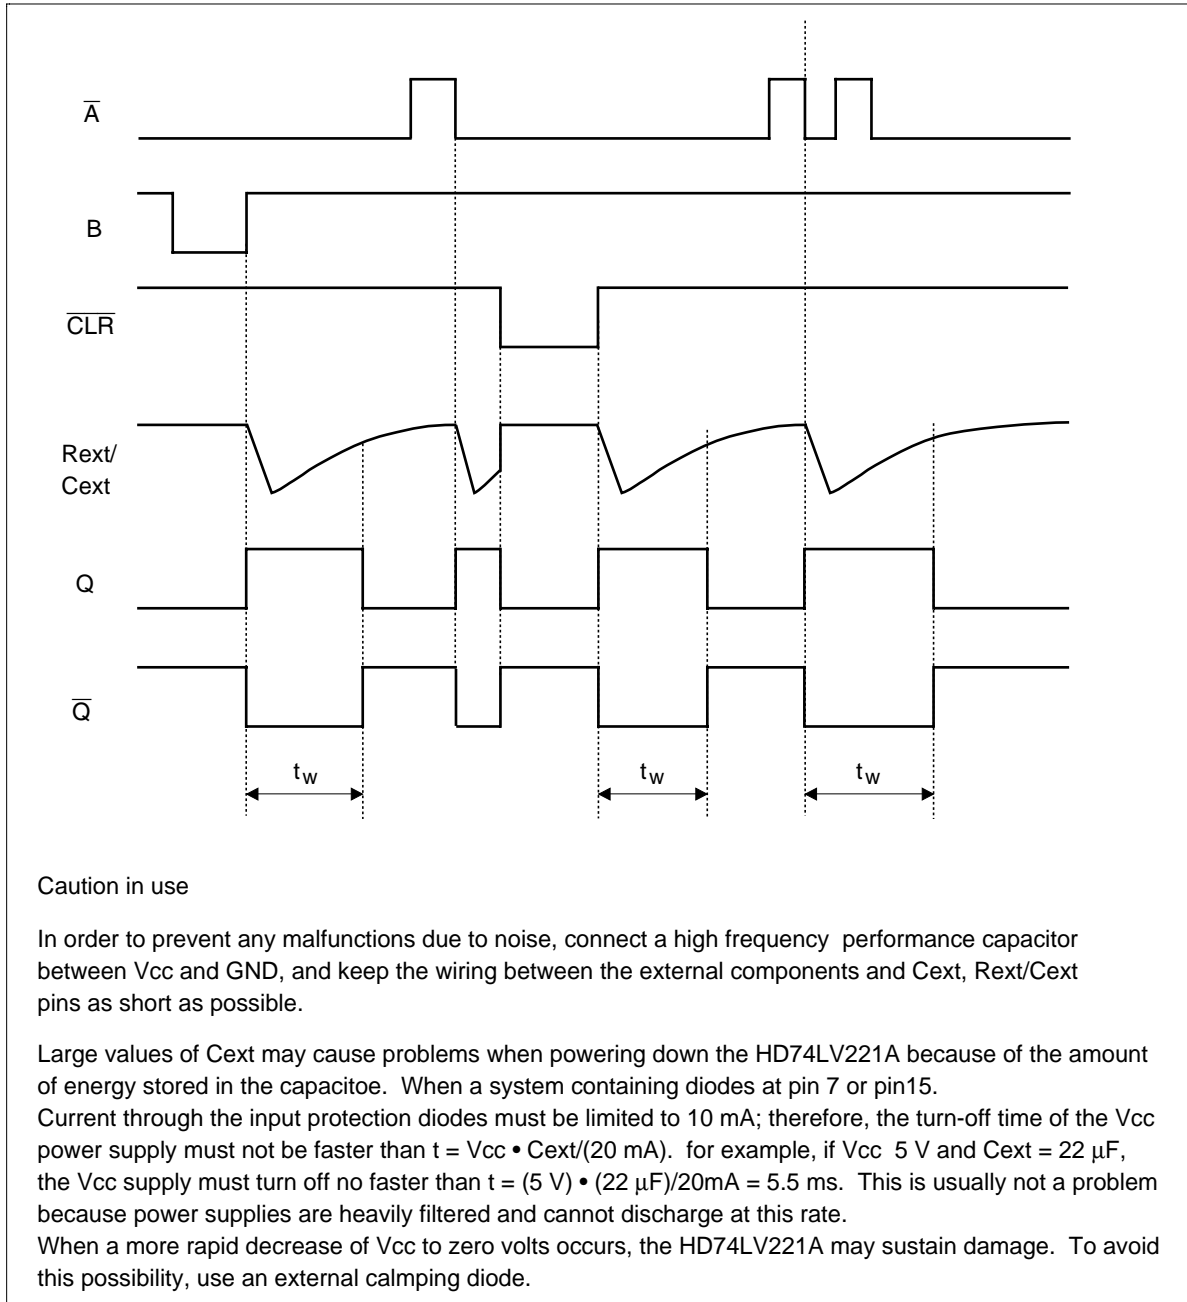 A̅
B
C̅L̅R̅
Rext/
Cext
Q
Q̅
tW tW tW
Caution in use
In order to prevent any malfunctions due to noise, connect a high frequency performance capacitor
between Vcc and GND, and keep the wiring between the external components and Cext, Rext/Cext
pins as short as possible.
Large values of Cext may cause problems when powering down the HD74LV221A because of the amount
of energy stored in the capacitoe. When a system containing diodes at pin 7 or pin15.
Current through the input protection diodes must be limited to 10 mA; therefore, the turn-off time of the Vcc
power supply must not be faster than t = Vcc • Cext/(20 mA). for example, if Vcc 5 V and Cext = 22 μF,
the Vcc supply must turn off no faster than t = (5 V) • (22 μF)/20mA = 5.5 ms. This is usually not a problem
because power supplies are heavily filtered and cannot discharge at this rate.
When a more rapid decrease of Vcc to zero volts occurs, the HD74LV221A may sustain damage. To avoid
this possibility, use an external calmping diode.